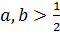 a, b > 1/2